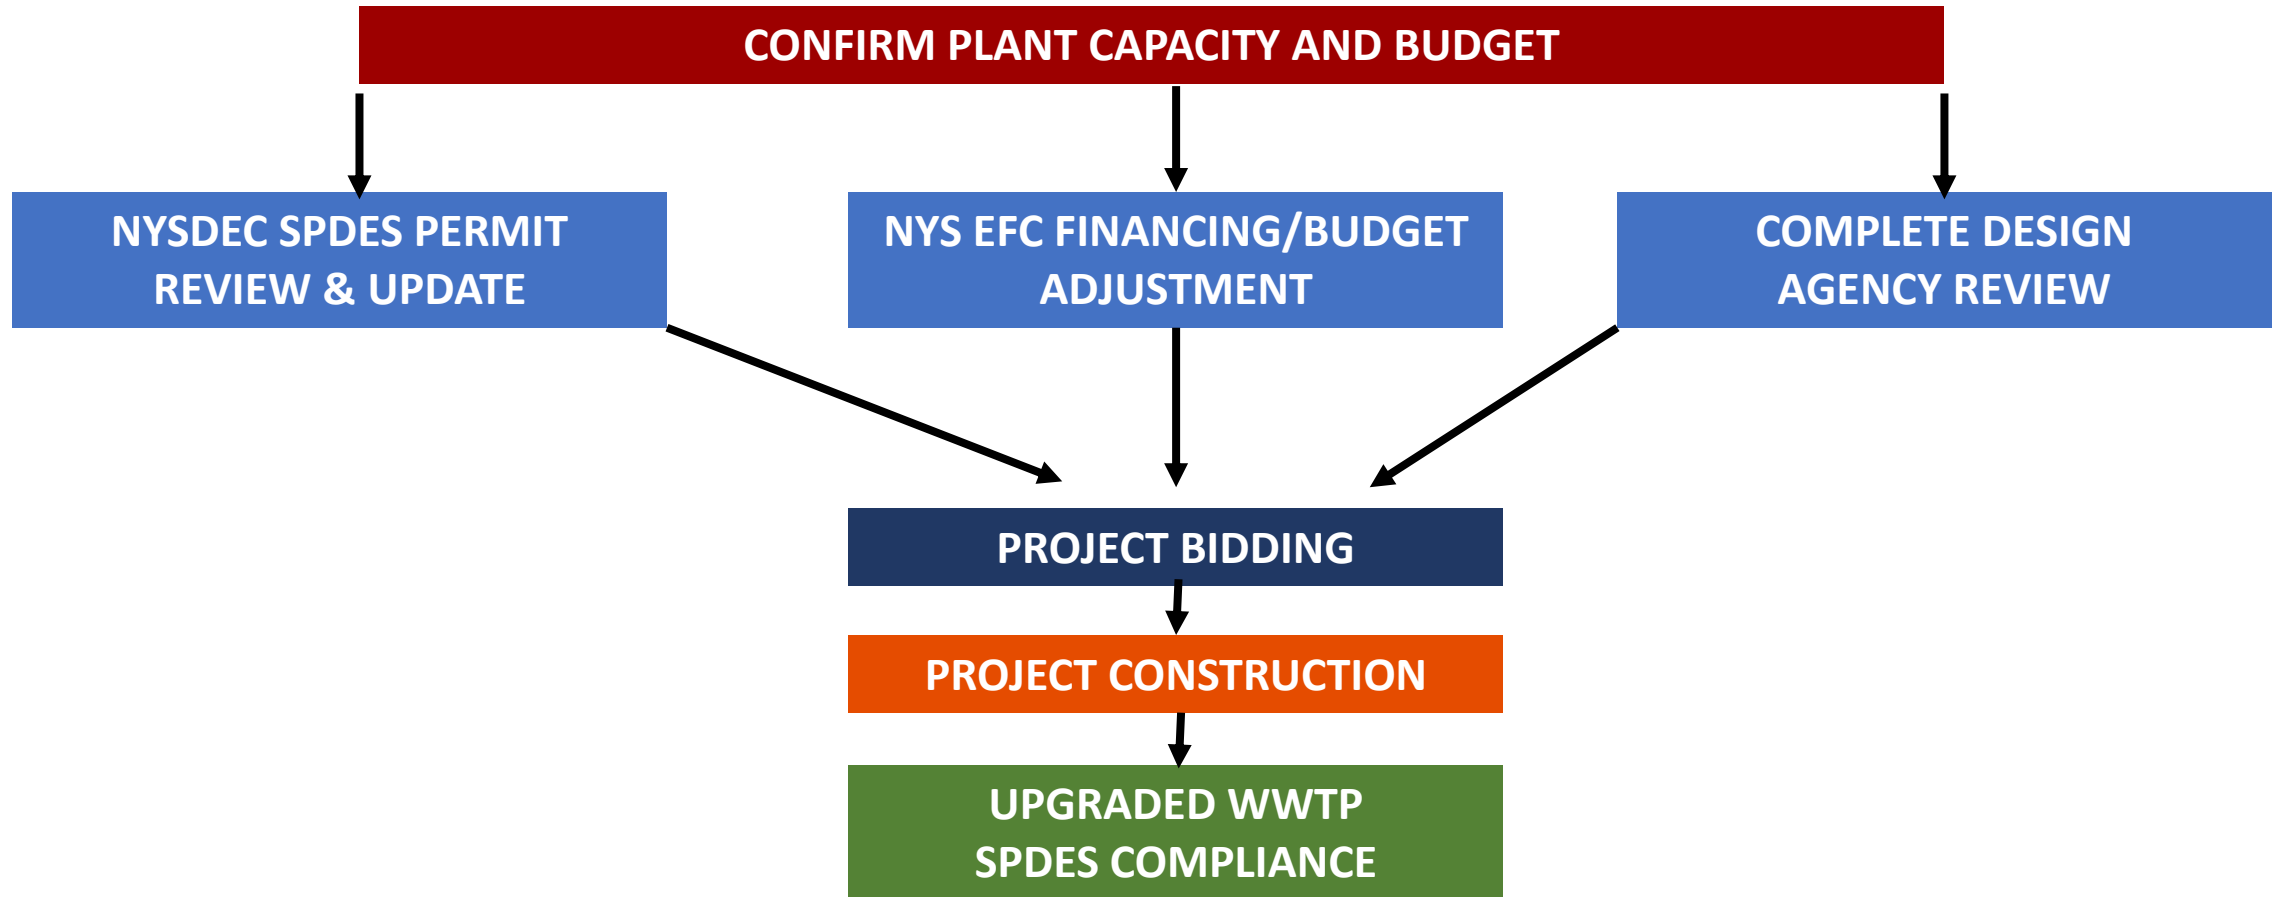 CONFIRM PLANT CAPACITY AND BUDGET
NYSDEC SPDES PERMIT
REVIEW & UPDATE
NYS EFC FINANCING/BUDGET
ADJUSTMENT
COMPLETE DESIGN
AGENCY REVIEW
PROJECT BIDDING
PROJECT CONSTRUCTION
UPGRADED WWTP
SPDES COMPLIANCE